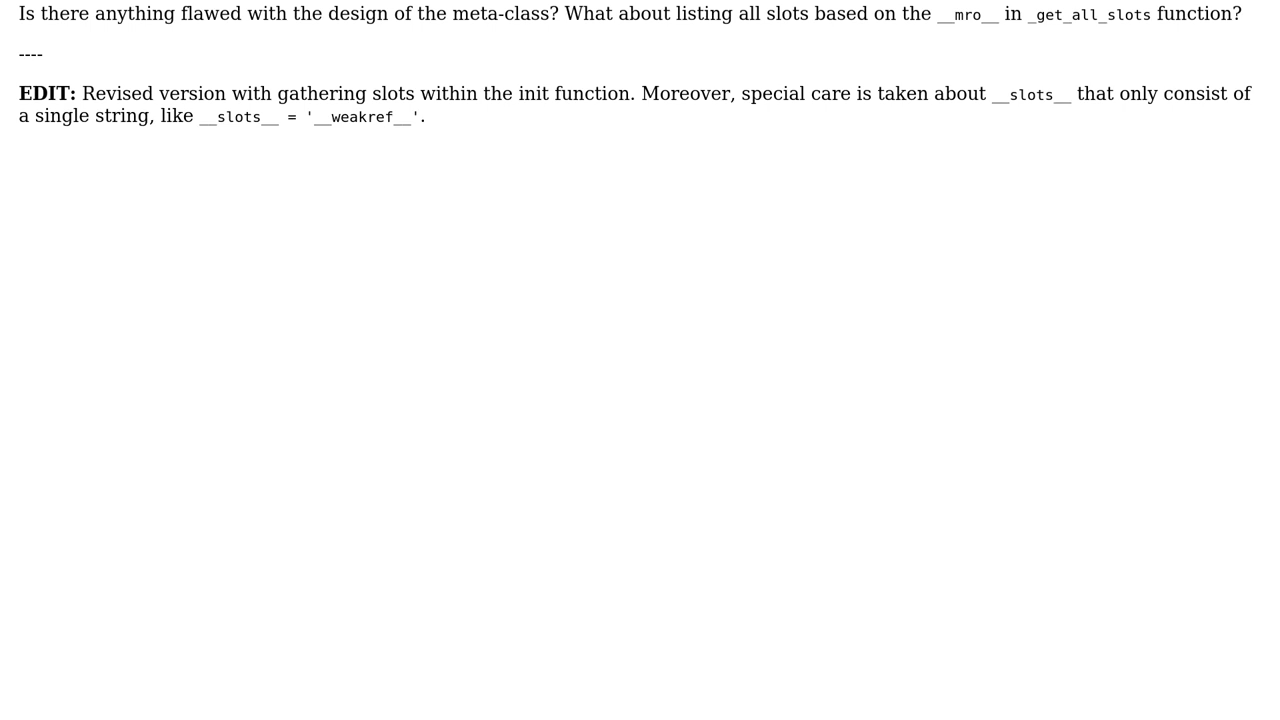 Is there anything flawed with the design of the meta-class? What about listing all slots based on the __mro__ in _get_all_slots function?
----
EDIT: Revised version with gathering slots within the init function. Moreover, special care is taken about __slots__ that only consist of
a single string, like __slots__ = '__weakref__'.